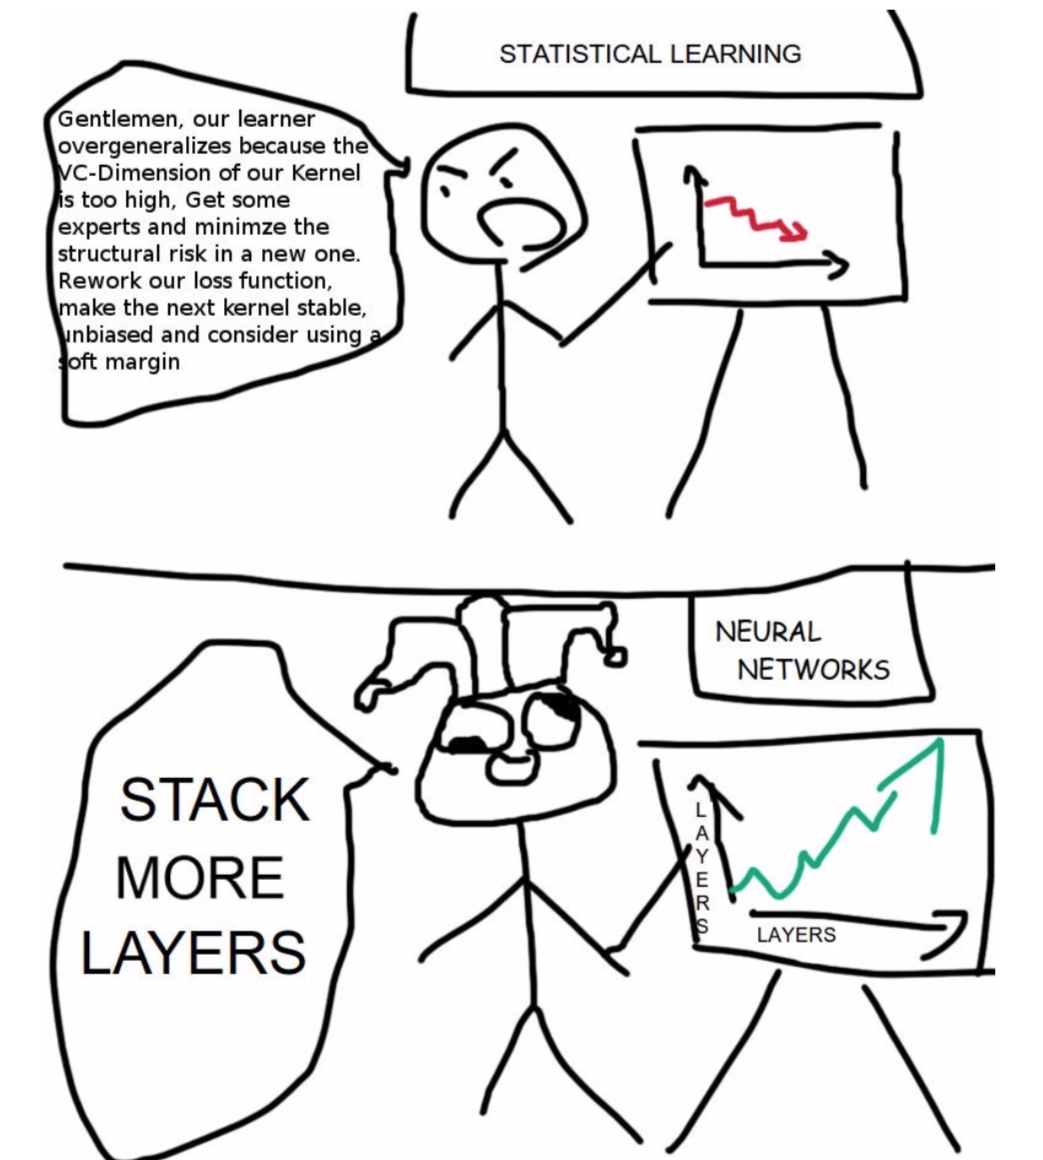 STATISTICAL LEARNING
Gentlemen, our learner
overgeneralizes because the
VC-Dimension of our Kernel
is too high, Get some
experts and minimze the
structural risk in a new one.
Rework our loss function,
make the next kernel stable,
unbiased and consider using a
soft margin
NEURAL
NETWORKS
STACK
MORE
LAYERS
LAYERS
LAYERS